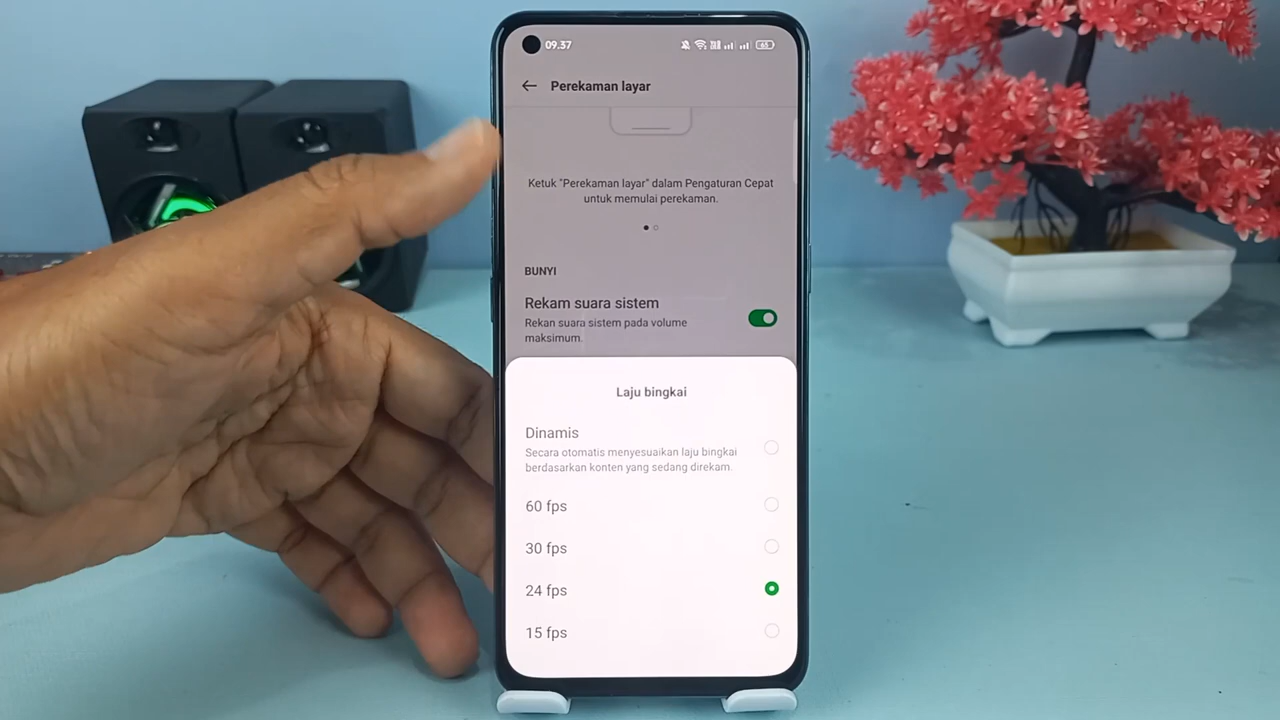 09.37
65
Perekaman layar
Ketuk "Perekaman layar" dalam Pengaturan Cepat
untuk memulai perekaman.
BUNYI
Rekam suara sistem
Rekan suara sistem pada volume
maksimum.
Laju bingkai
Dinamis
Secara otomatis menyesuaikan laju bingkai
berdasarkan konten yang sedang direkam.
60 fps
30 fps
24 fps
15 fps